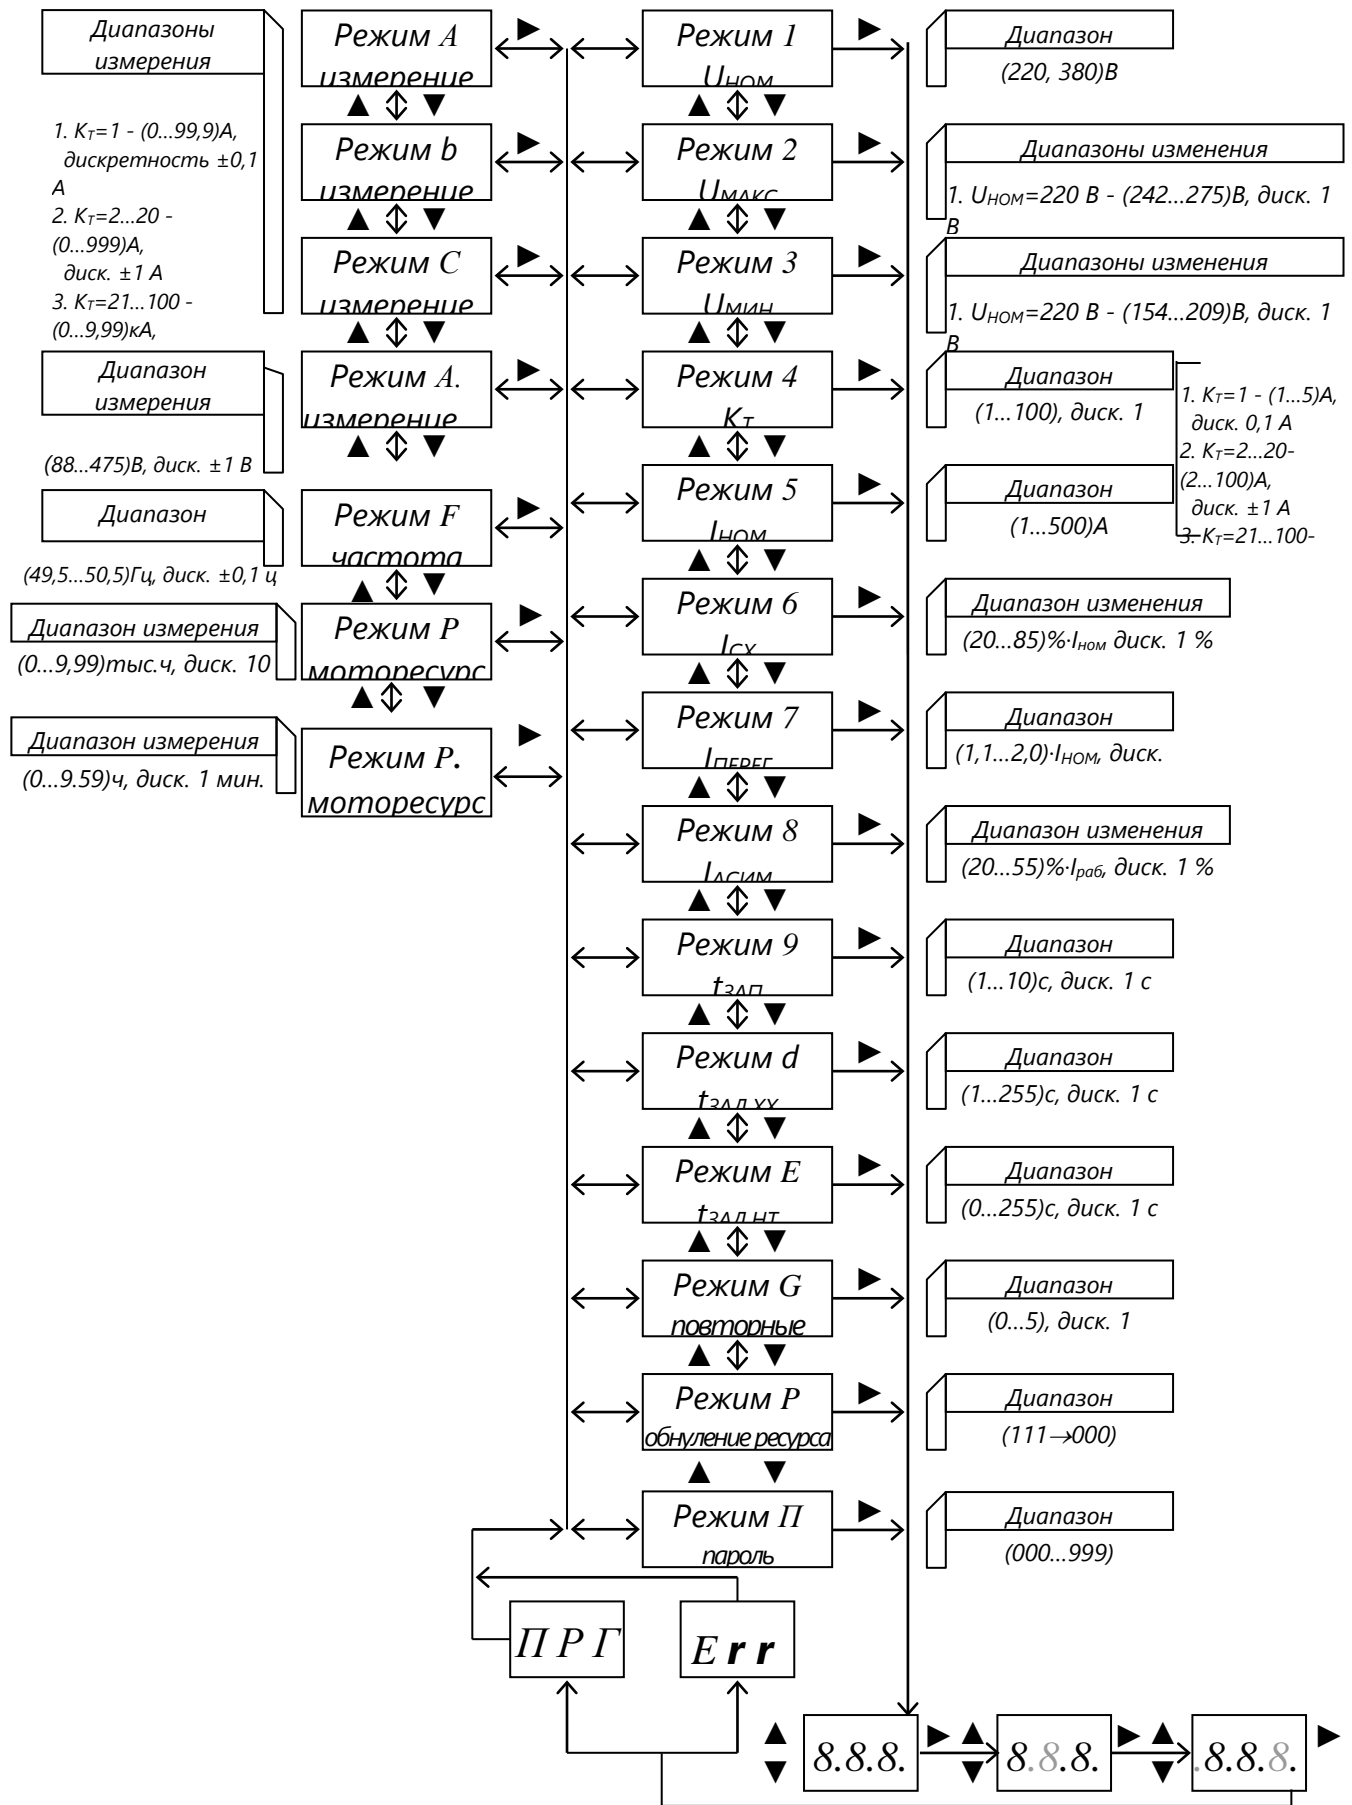 Диапазоны
измерения
1. Kт=1 - (0...99,9)А,
дискретность ±0,1
А
2. Kт=2...20 -
(0...999)А,
диск. ±1 А
3. Kт=21...100 -
(0...9,99)кА,
Диапазон
измерения
(88...475)В, диск. ±1 В
Диапазон
(49,5...50,5)Гц, диск. ±0,1 ц
Диапазон измерения
(0...9,99)тыс.ч, диск. 10
Диапазон измерения
(0...9.59)ч, диск. 1 мин.
Режим A
измерение
Режим b
измерение
Режим C
измерение
Режим A.
измерение
Режим F
частота
Режим P
моторесурс
Режим P.
моторесурс
Режим 1
Uном
Режим 2
Uмакс
Режим 3
Uмин
Режим 4
Kт
Режим 5
Iном
Режим 6
Iсх
Режим 7
Iперег
Режим 8
Iасим
Режим 9
tзап
Режим d
tзад хх
Режим E
tзад нт
Режим G
повторные
Режим P
обнуление ресурса
Режим П
пароль
Диапазон
(220, 380)В
Диапазоны изменения
1. Uном=220 В - (242...275)В, диск. 1
В
Диапазоны изменения
1. Uном=220 В - (154...209)В, диск. 1
В
Диапазон
(1...100), диск. 1
1. Kт=1 - (1...5)А,
диск. 0,1 А
2. Kт=2...20-
(2...100)А,
диск. ±1 А
3. Kт=21...100-
Диапазон
(1...500)А
Диапазон изменения
(20...85)%·Iном диск. 1 %
Диапазон
(1,1...2,0)·Iном, диск.
Диапазон изменения
(20...55)%·Iраб, диск. 1 %
Диапазон
(1...10)с, диск. 1 с
Диапазон
(1...255)с, диск. 1 с
Диапазон
(0...255)с, диск. 1 с
Диапазон
(0...5), диск. 1
Диапазон
(111→000)
Диапазон
(000...999)
П Р Г
E r r
8.8.8.
8.8.8.
.8.8.8.